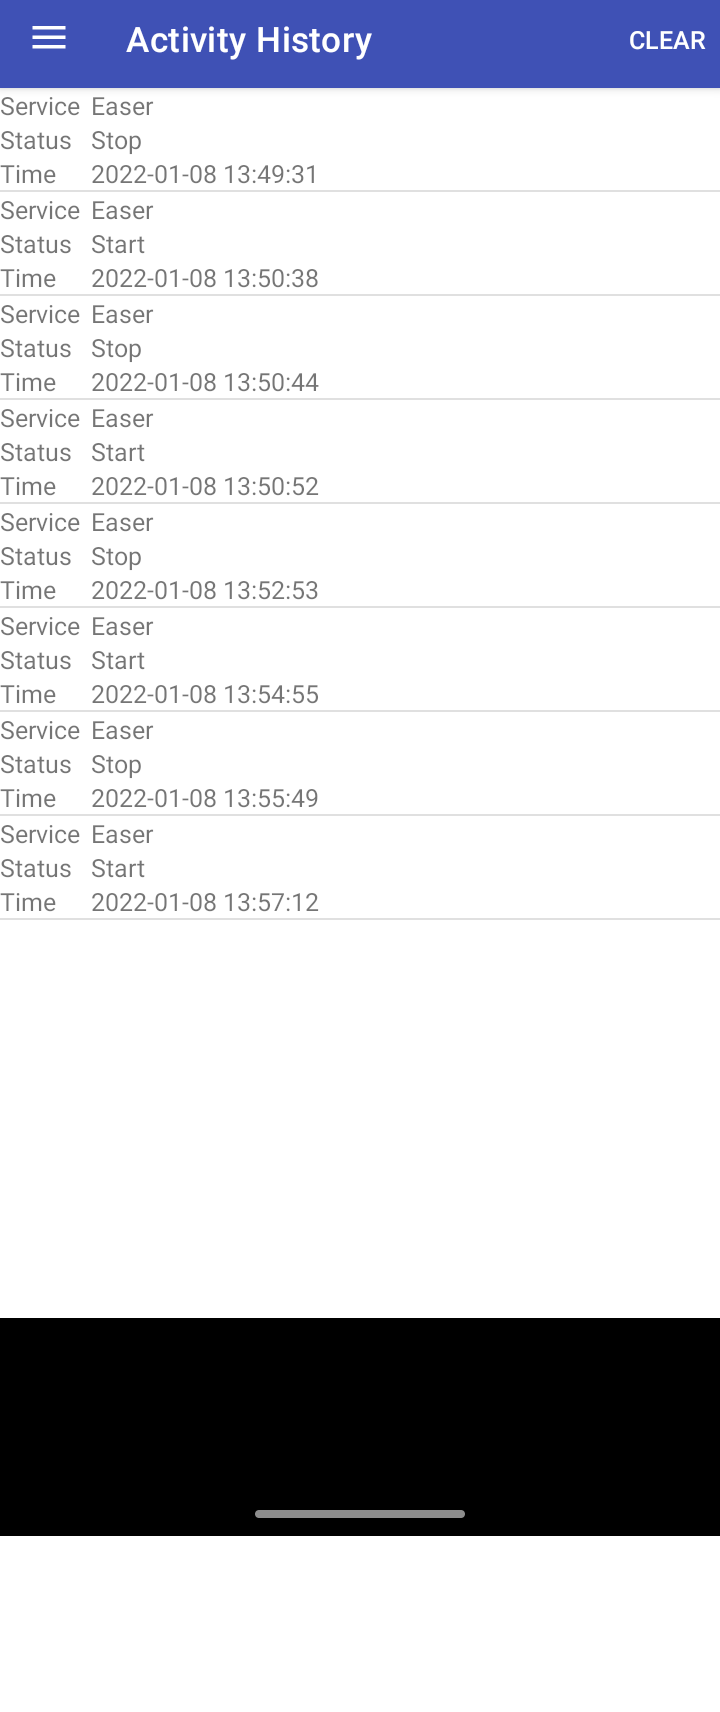 Activity History CLEAR
Service Easer
Status Stop
Time 2022-01-08 13:49:31
Service Easer
Status Start
Time 2022-01-08 13:50:38
Service Easer
Status Stop
Time 2022-01-08 13:50:44
Service Easer
Status Start
Time 2022-01-08 13:50:52
Service Easer
Status Stop
Time 2022-01-08 13:52:53
Service Easer
Status Start
Time 2022-01-08 13:54:55
Service Easer
Status Stop
Time 2022-01-08 13:55:49
Service Easer
Status Start
Time 2022-01-08 13:57:12